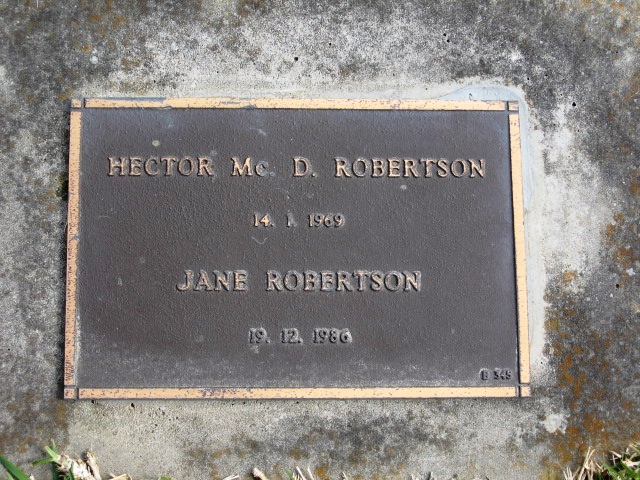 HECTOR Mc. D. ROBERTSON
14. 1. 1969
JANE ROBERTSON
19. 12. 1986
B 345